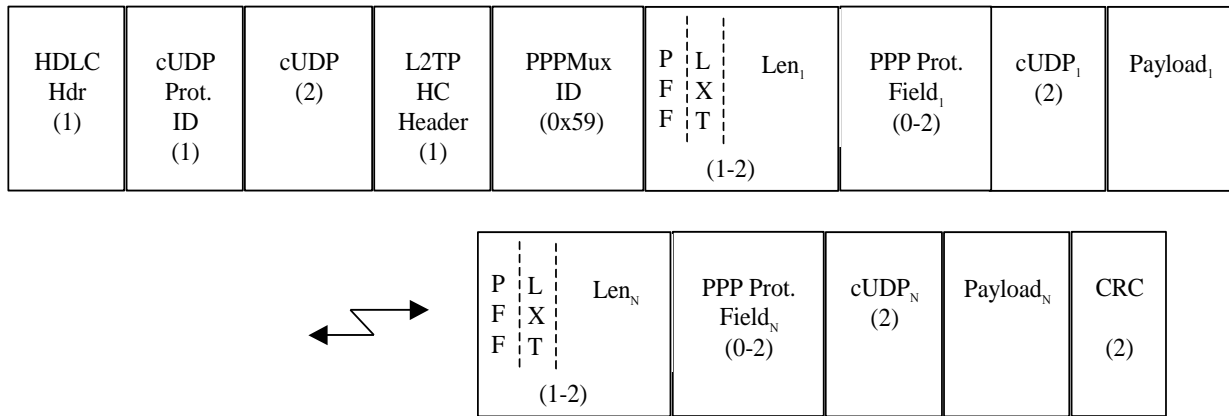 HDLC
Hdr
(1)
cUDP
Prot.
ID
(1)
cUDP
(2)
L2TP
HC
Header
(1)
PPPMux
ID
(0x59)
P
F
F
L
X
T
Len1
(1-2)
PPP Prot.
Field1
(0-2)
cUDP1
(2)
Payload1
P
F
F
L
X
T
LenN
(1-2)
PPP Prot.
FieldN
(0-2)
cUDPN
(2)
PayloadN
CRC
(2)